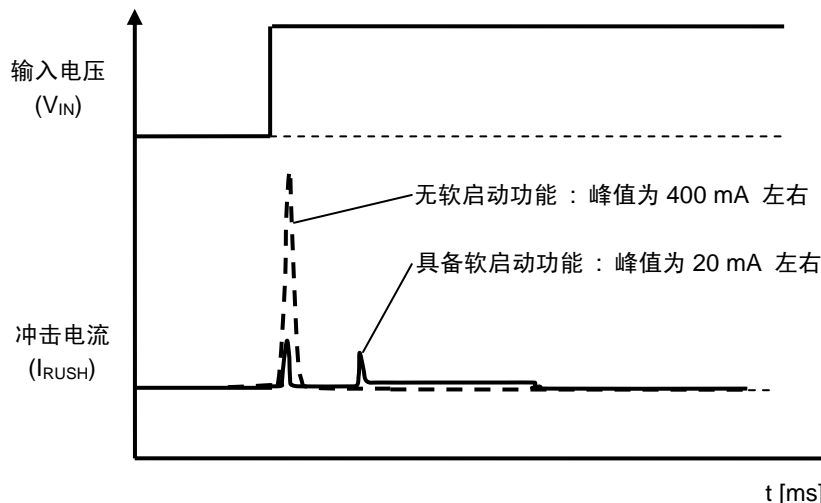 输入电压
(VIN)
无软启动功能 : 峰值为 400 mA 左右
具备软启动功能 : 峰值为 20 mA 左右
冲击电流
(IRUSH)
t [ms]